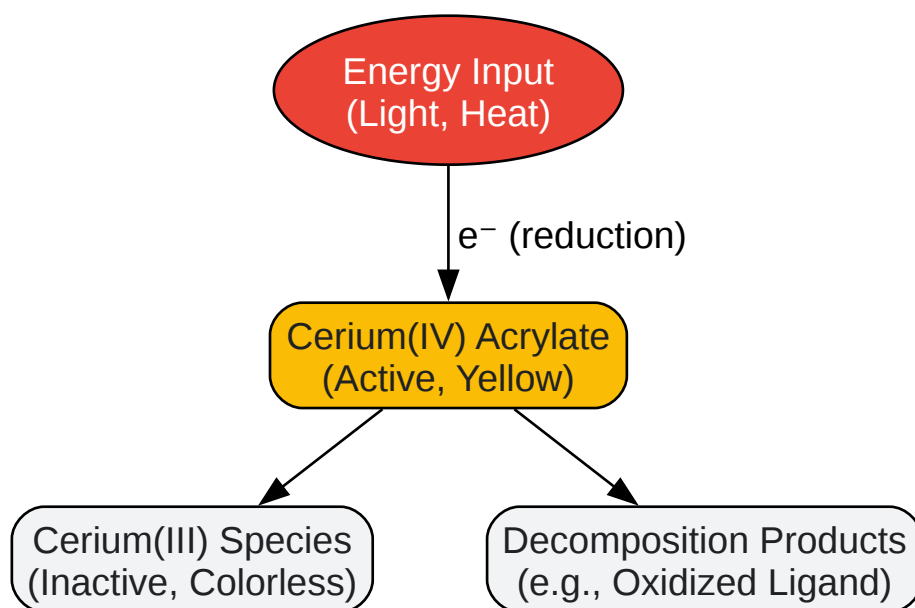 Energy Input
(Light, Heat)
e⁻ (reduction)
Cerium(IV) Acrylate
(Active, Yellow)
Cerium(III) Species
(Inactive, Colorless)
Decomposition Products
(e.g., Oxidized Ligand)